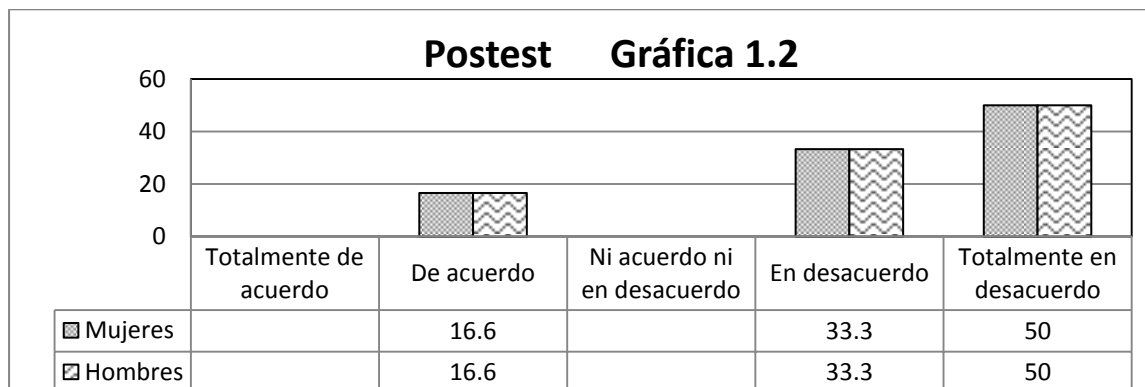 Postest Gráfica 1.2
60
40
20
0
Totalmente de acuerdo
De acuerdo
Ni acuerdo ni en desacuerdo
En desacuerdo
Totalmente en desacuerdo
Mujeres 16.6 33.3 50
Hombres 16.6 33.3 50